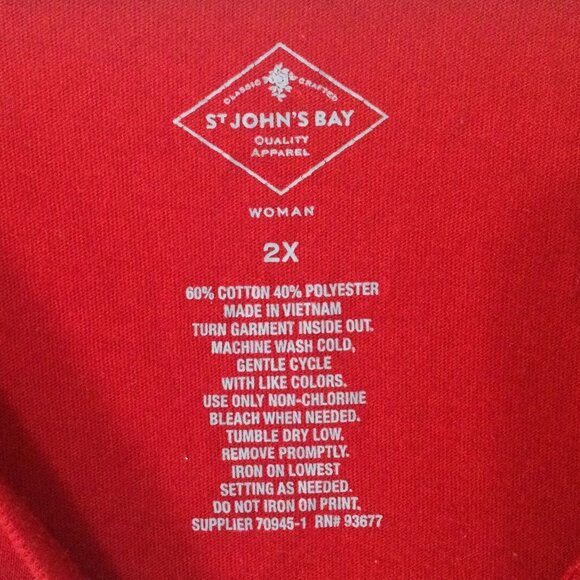 CLASSIC CRAFTED
ST JOHN'S BAY
QUALITY
APPAREL
WOMAN
2X
60% COTTON 40% POLYESTER
MADE IN VIETNAM
TURN GARMENT INSIDE OUT.
MACHINE WASH COLD,
GENTLE CYCLE
WITH LIKE COLORS.
USE ONLY NON-CHLORINE
BLEACH WHEN NEEDED.
TUMBLE DRY LOW.
REMOVE PROMPTLY.
IRON ON LOWEST
SETTING AS NEEDED.
DO NOT IRON ON PRINT.
SUPPLIER 70945-1 RN# 93677